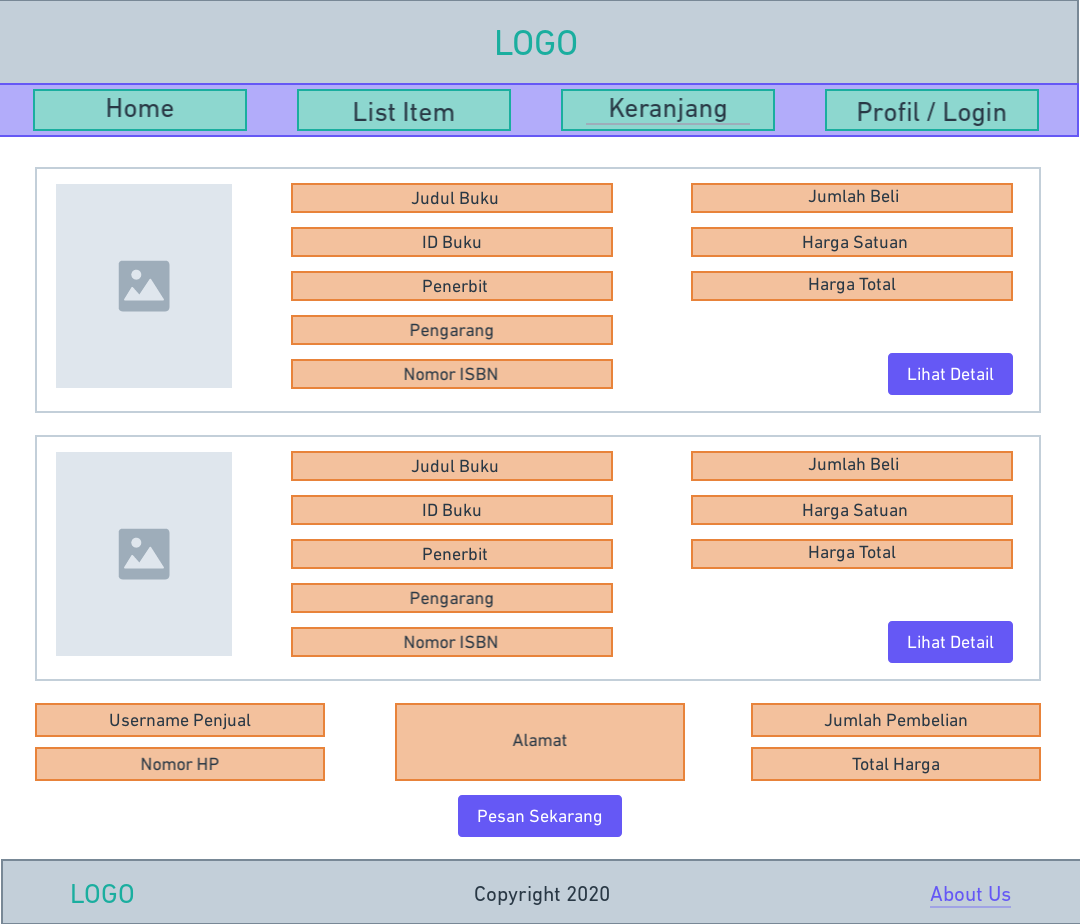 LOGO
Home
List Item
Keranjang
Profil / Login
Judul Buku
ID Buku
Penerbit
Pengarang
Nomor ISBN
Jumlah Beli
Harga Satuan
Harga Total
Lihat Detail
Judul Buku
ID Buku
Penerbit
Pengarang
Nomor ISBN
Jumlah Beli
Harga Satuan
Harga Total
Lihat Detail
Username Penjual
Nomor HP
Alamat
Jumlah Pembelian
Total Harga
Pesan Sekarang
LOGO
Copyright 2020
About Us